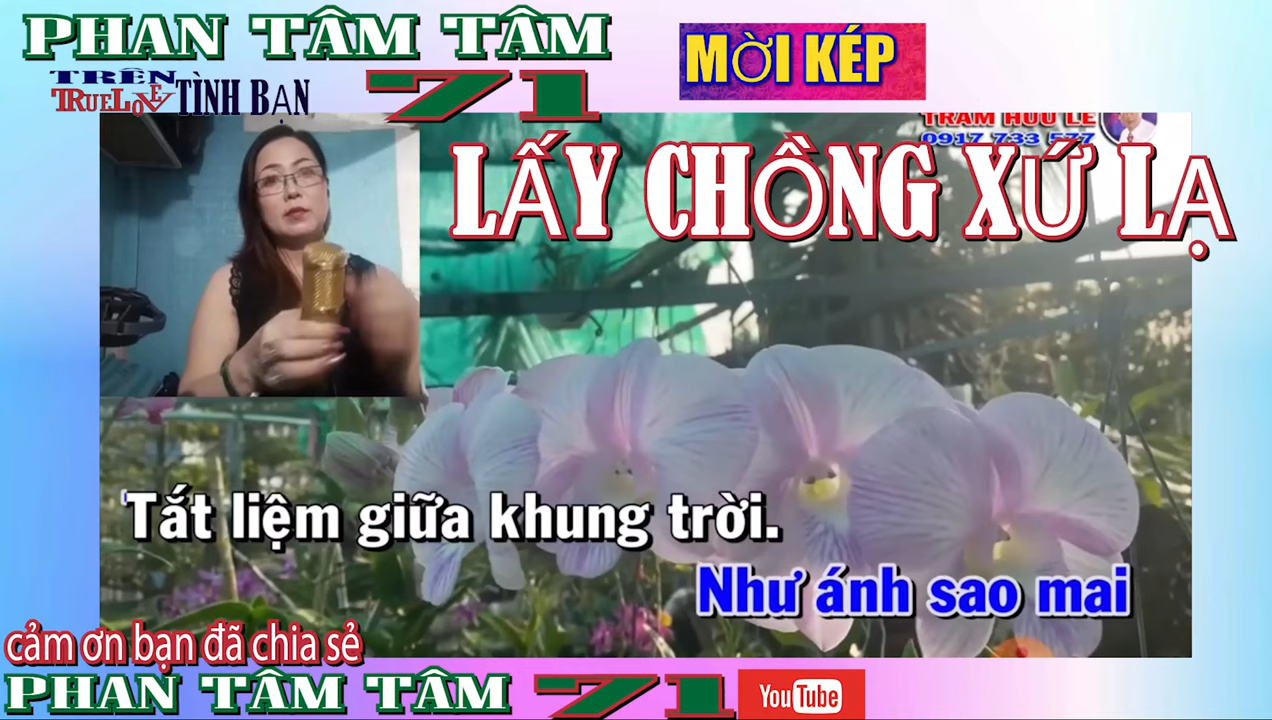 PHAN TÂM TÂM
71
TRÊN
TRUELOVE
TÌNH BẠN
MỜI KÉP
TRẦM HỮU LỄ
0917 733 577
LẤY CHỒNG XỨ LẠ
Tắt liệm giữa khung trời.
Như ánh sao mai
cảm ơn bạn đã chia sẻ
PHAN TÂM TÂM 71
YouTube